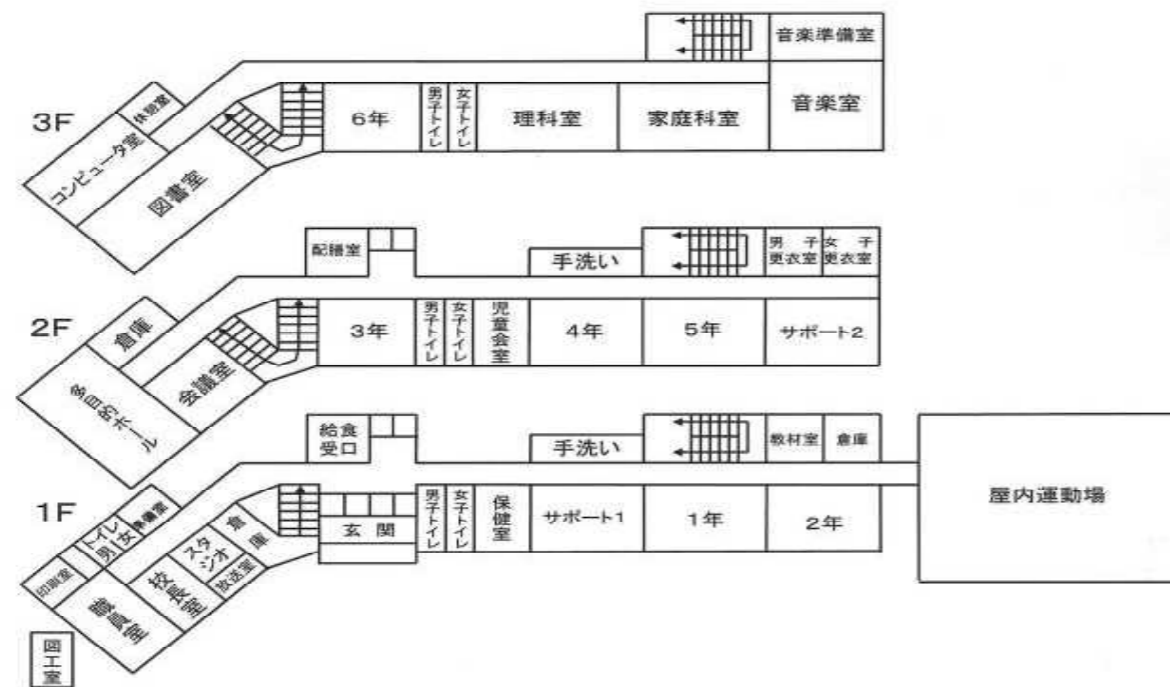 音楽準備室
3F
休憩室
コンピュータ室
図書室
6年
男子トイレ
女子トイレ
理科室
家庭科室
音楽室
配膳室
手洗い
男子
更衣室
女子
更衣室
2F
倉庫
多目的ホール
会議室
3年
男子トイレ
女子トイレ
児童会室
4年
5年
サポート2
給食
受口
手洗い
教材室
倉庫
屋内運動場
1F
印刷室
トイレ
男
女
準備室
職員室
校長室
スタジオ
倉庫
放送室
玄関
男子トイレ
女子トイレ
保健室
サポート1
1年
2年
図工室